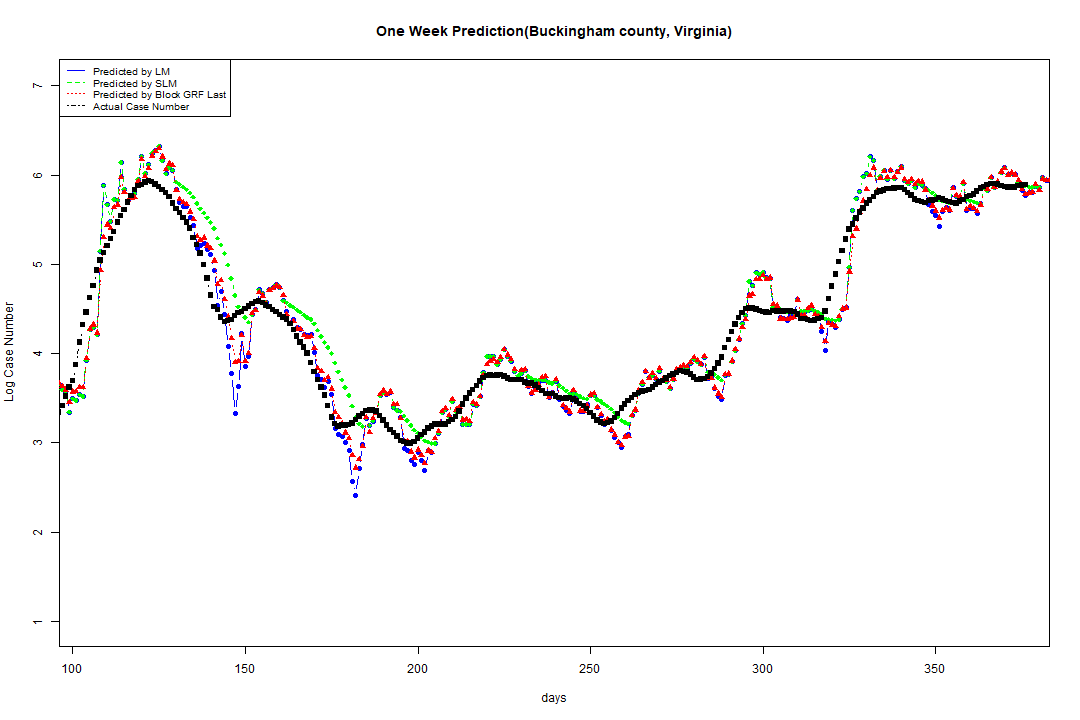 One Week Prediction(Buckingham county, Virginia)
Predicted by LM
Predicted by SLM
Predicted by Block GRF Last
Actual Case Number
7
6
5
4
3
2
1
Log Case Number
100 150 200 250 300 350
days